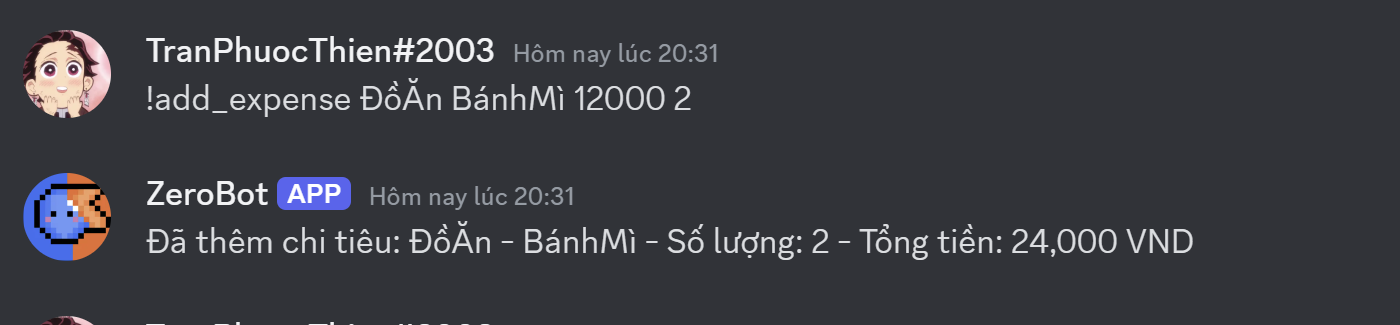 TranPhuocThien#2003 Hôm nay lúc 20:31
!add_expense ĐồĂn BánhMì 12000 2
ZeroBot APP Hôm nay lúc 20:31
Đã thêm chi tiêu: ĐồĂn - BánhMì - Số lượng: 2 - Tổng tiền: 24,000 VND